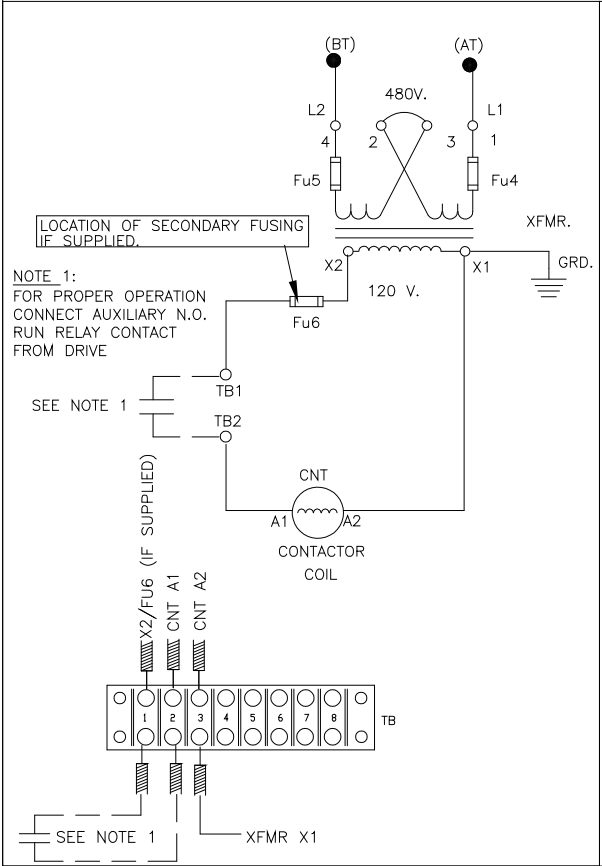 (BT)
(AT)
480V.
L2
L1
4
2
3
1
Fu5
Fu4
XFMR.
LOCATION OF SECONDARY FUSING
IF SUPPLIED.
X2
X1
GRD.
120 V.
NOTE 1:
FOR PROPER OPERATION
CONNECT AUXILIARY N.O.
RUN RELAY CONTACT
FROM DRIVE
Fu6
TB1
SEE NOTE 1
TB2
CNT
A1
A2
CONTACTOR
COIL
X2/FU6 (IF SUPPLIED)
CNT A1
CNT A2
1
2
3
4
5
6
7
8
TB
SEE NOTE 1
XFMR X1